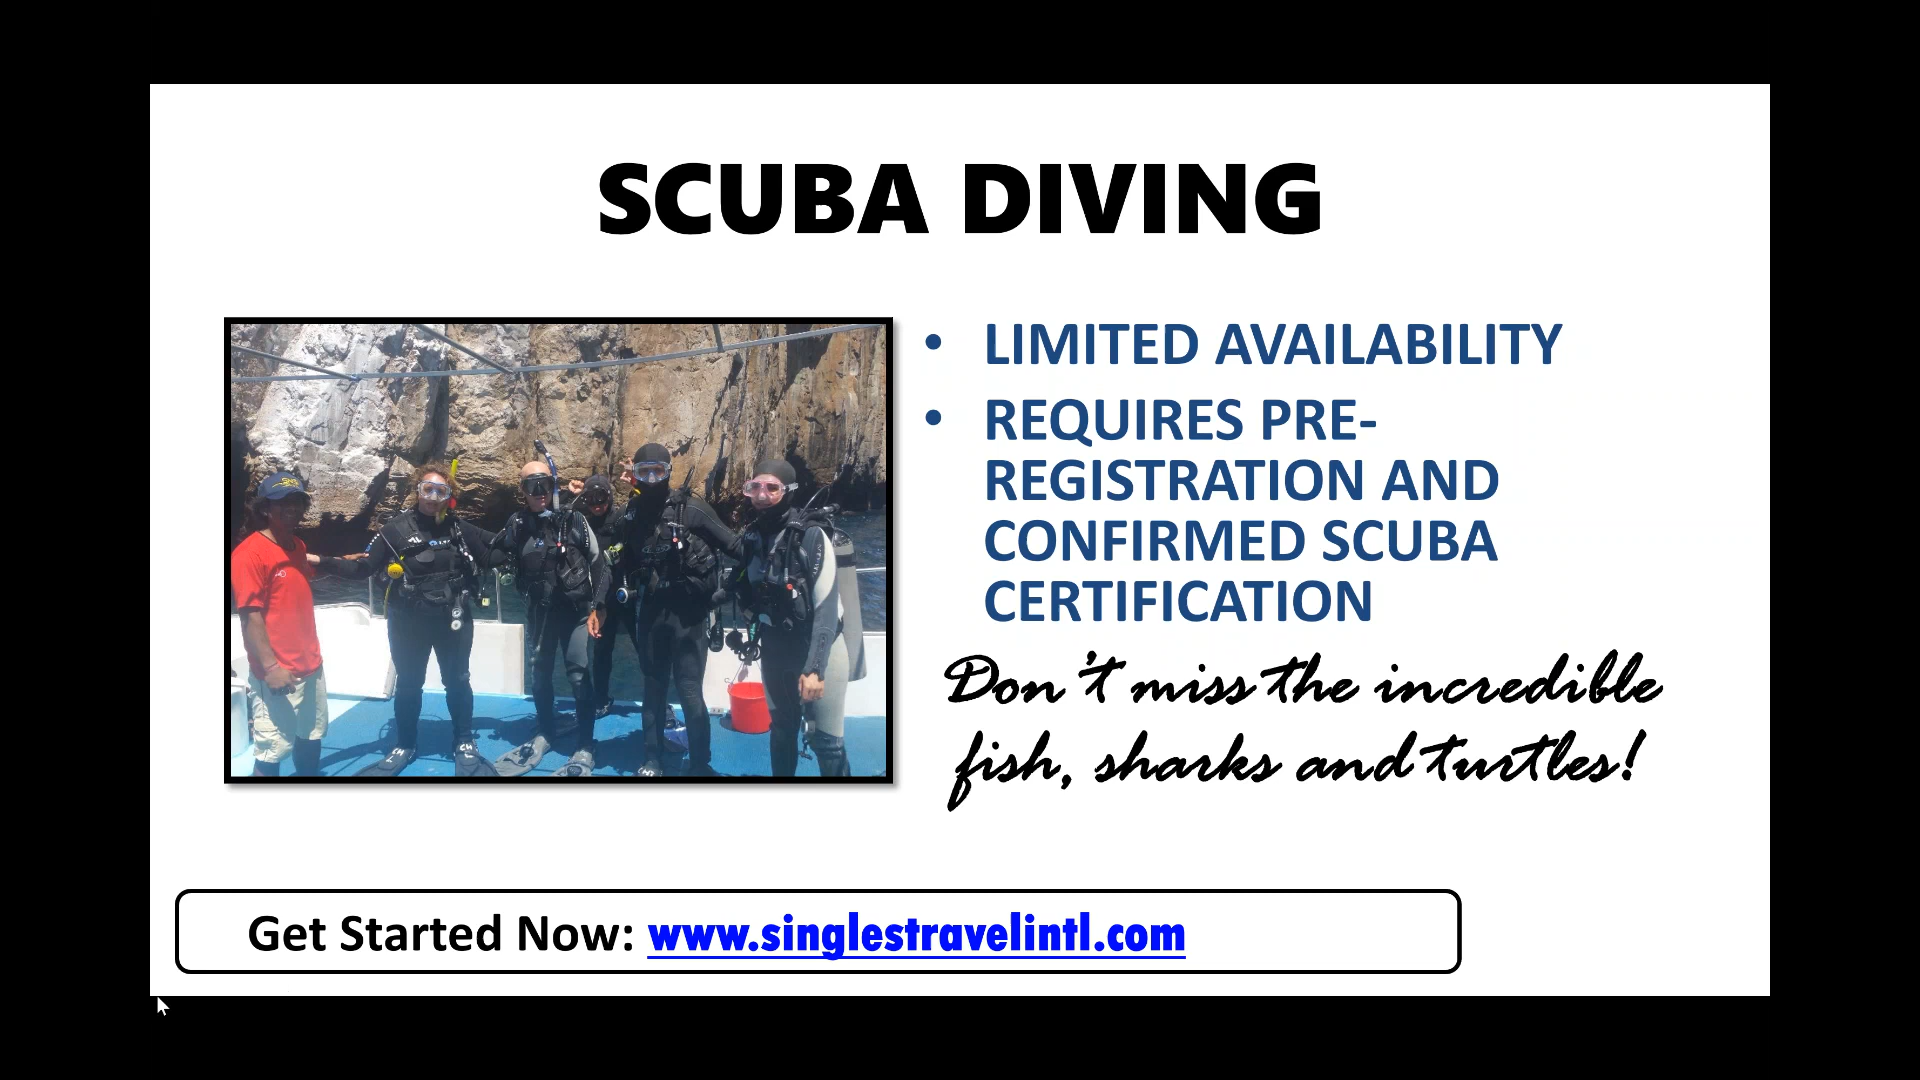 SCUBA DIVING
• LIMITED AVAILABILITY
• REQUIRES PRE-
REGISTRATION AND
CONFIRMED SCUBA
CERTIFICATION
Don't miss the incredible
fish, sharks and turtles!
Get Started Now: www.singlestravelintl.com